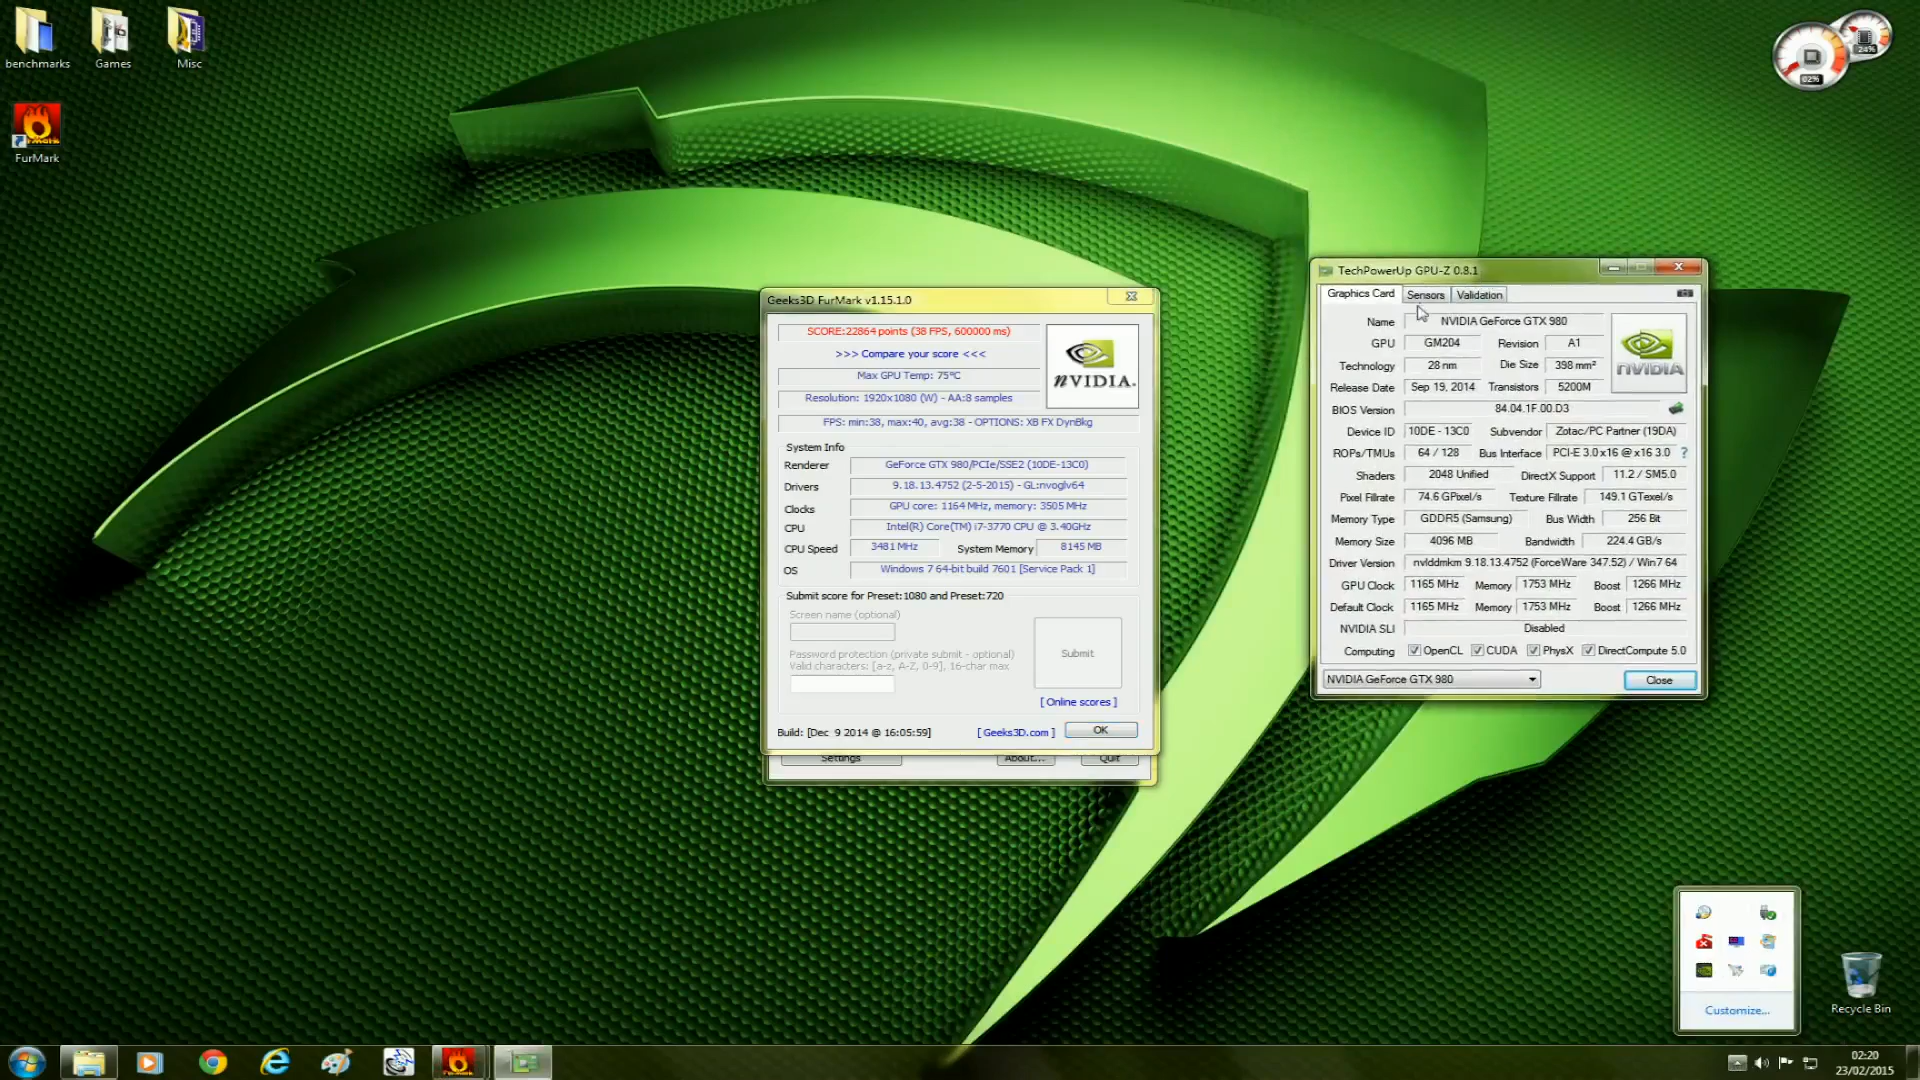 benchmarks
Games
Misc
FurMark
24%
02%
Geeks3D FurMark v1.15.1.0
SCORE:22864 points (38 FPS, 600000 ms)
>>> Compare your score <<<
Max GPU Temp: 75°C
Resolution: 1920x1080 (W) - AA:8 samples
FPS: min:38, max:40, avg:38 - OPTIONS: XB FX DynBkg
NVIDIA.
System Info
Renderer GeForce GTX 980/PCIe/SSE2 (10DE-13C0)
Drivers 9.18.13.4752 (2-5-2015) - GL:nvoglv64
Clocks GPU core: 1164 MHz, memory: 3505 MHz
CPU Intel(R) Core(TM) i7-3770 CPU @ 3.40GHz
CPU Speed 3481 MHz System Memory 8145 MB
OS Windows 7 64-bit build 7601 [Service Pack 1]
Submit score for Preset:1080 and Preset:720
Screen name (optional)
Password protection (private submit - optional)
Valid characters: [a-z, A-Z, 0-9], 16-char max
Submit
[ Online scores ]
Build: [Dec 9 2014 @ 16:05:59] [ Geeks3D.com ] OK
Settings About... Quit
TechPowerUp GPU-Z 0.8.1
Graphics Card Sensors Validation
Name NVIDIA GeForce GTX 980
GPU GM204 Revision A1
Technology 28 nm Die Size 398 mm²
Release Date Sep 19, 2014 Transistors 5200M
NVIDIA
BIOS Version 84.04.1F.00.D3
Device ID 10DE - 13C0 Subvendor Zotac/PC Partner (19DA)
ROPs/TMUs 64 / 128 Bus Interface PCI-E 3.0 x16 @ x16 3.0 ?
Shaders 2048 Unified DirectX Support 11.2 / SM5.0
Pixel Fillrate 74.6 GPixel/s Texture Fillrate 149.1 GTexel/s
Memory Type GDDR5 (Samsung) Bus Width 256 Bit
Memory Size 4096 MB Bandwidth 224.4 GB/s
Driver Version nvlddmkm 9.18.13.4752 (ForceWare 347.52) / Win7 64
GPU Clock 1165 MHz Memory 1753 MHz Boost 1266 MHz
Default Clock 1165 MHz Memory 1753 MHz Boost 1266 MHz
NVIDIA SLI Disabled
Computing OpenCL CUDA PhysX DirectCompute 5.0
NVIDIA GeForce GTX 980 Close
Customize...
Recycle Bin
02:20
23/02/2015